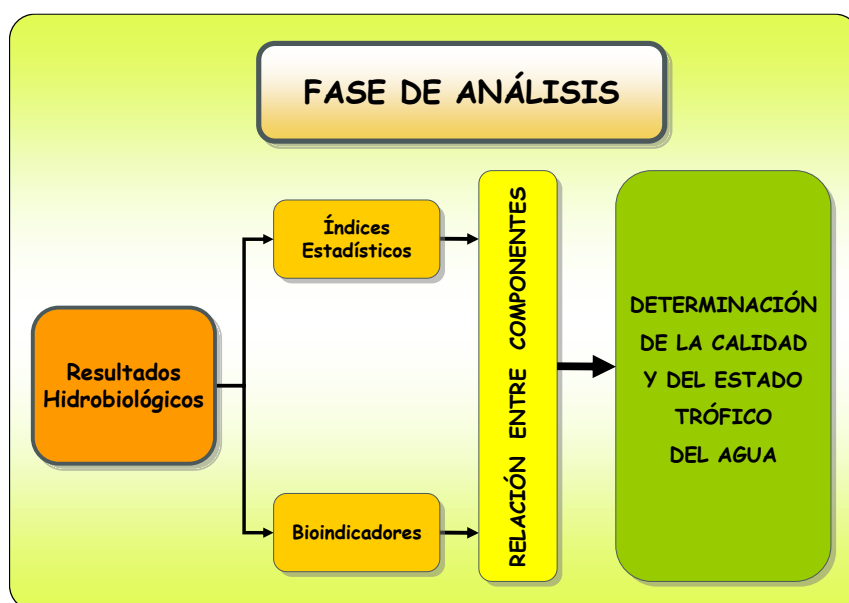 FASE DE ANÁLISIS
Índices
Estadísticos
Resultados
Hidrobiológicos
Bioindicadores
RELACIÓN ENTRE COMPONENTES
DETERMINACIÓN
DE LA CALIDAD
Y DEL ESTADO
TRÓFICO
DEL AGUA